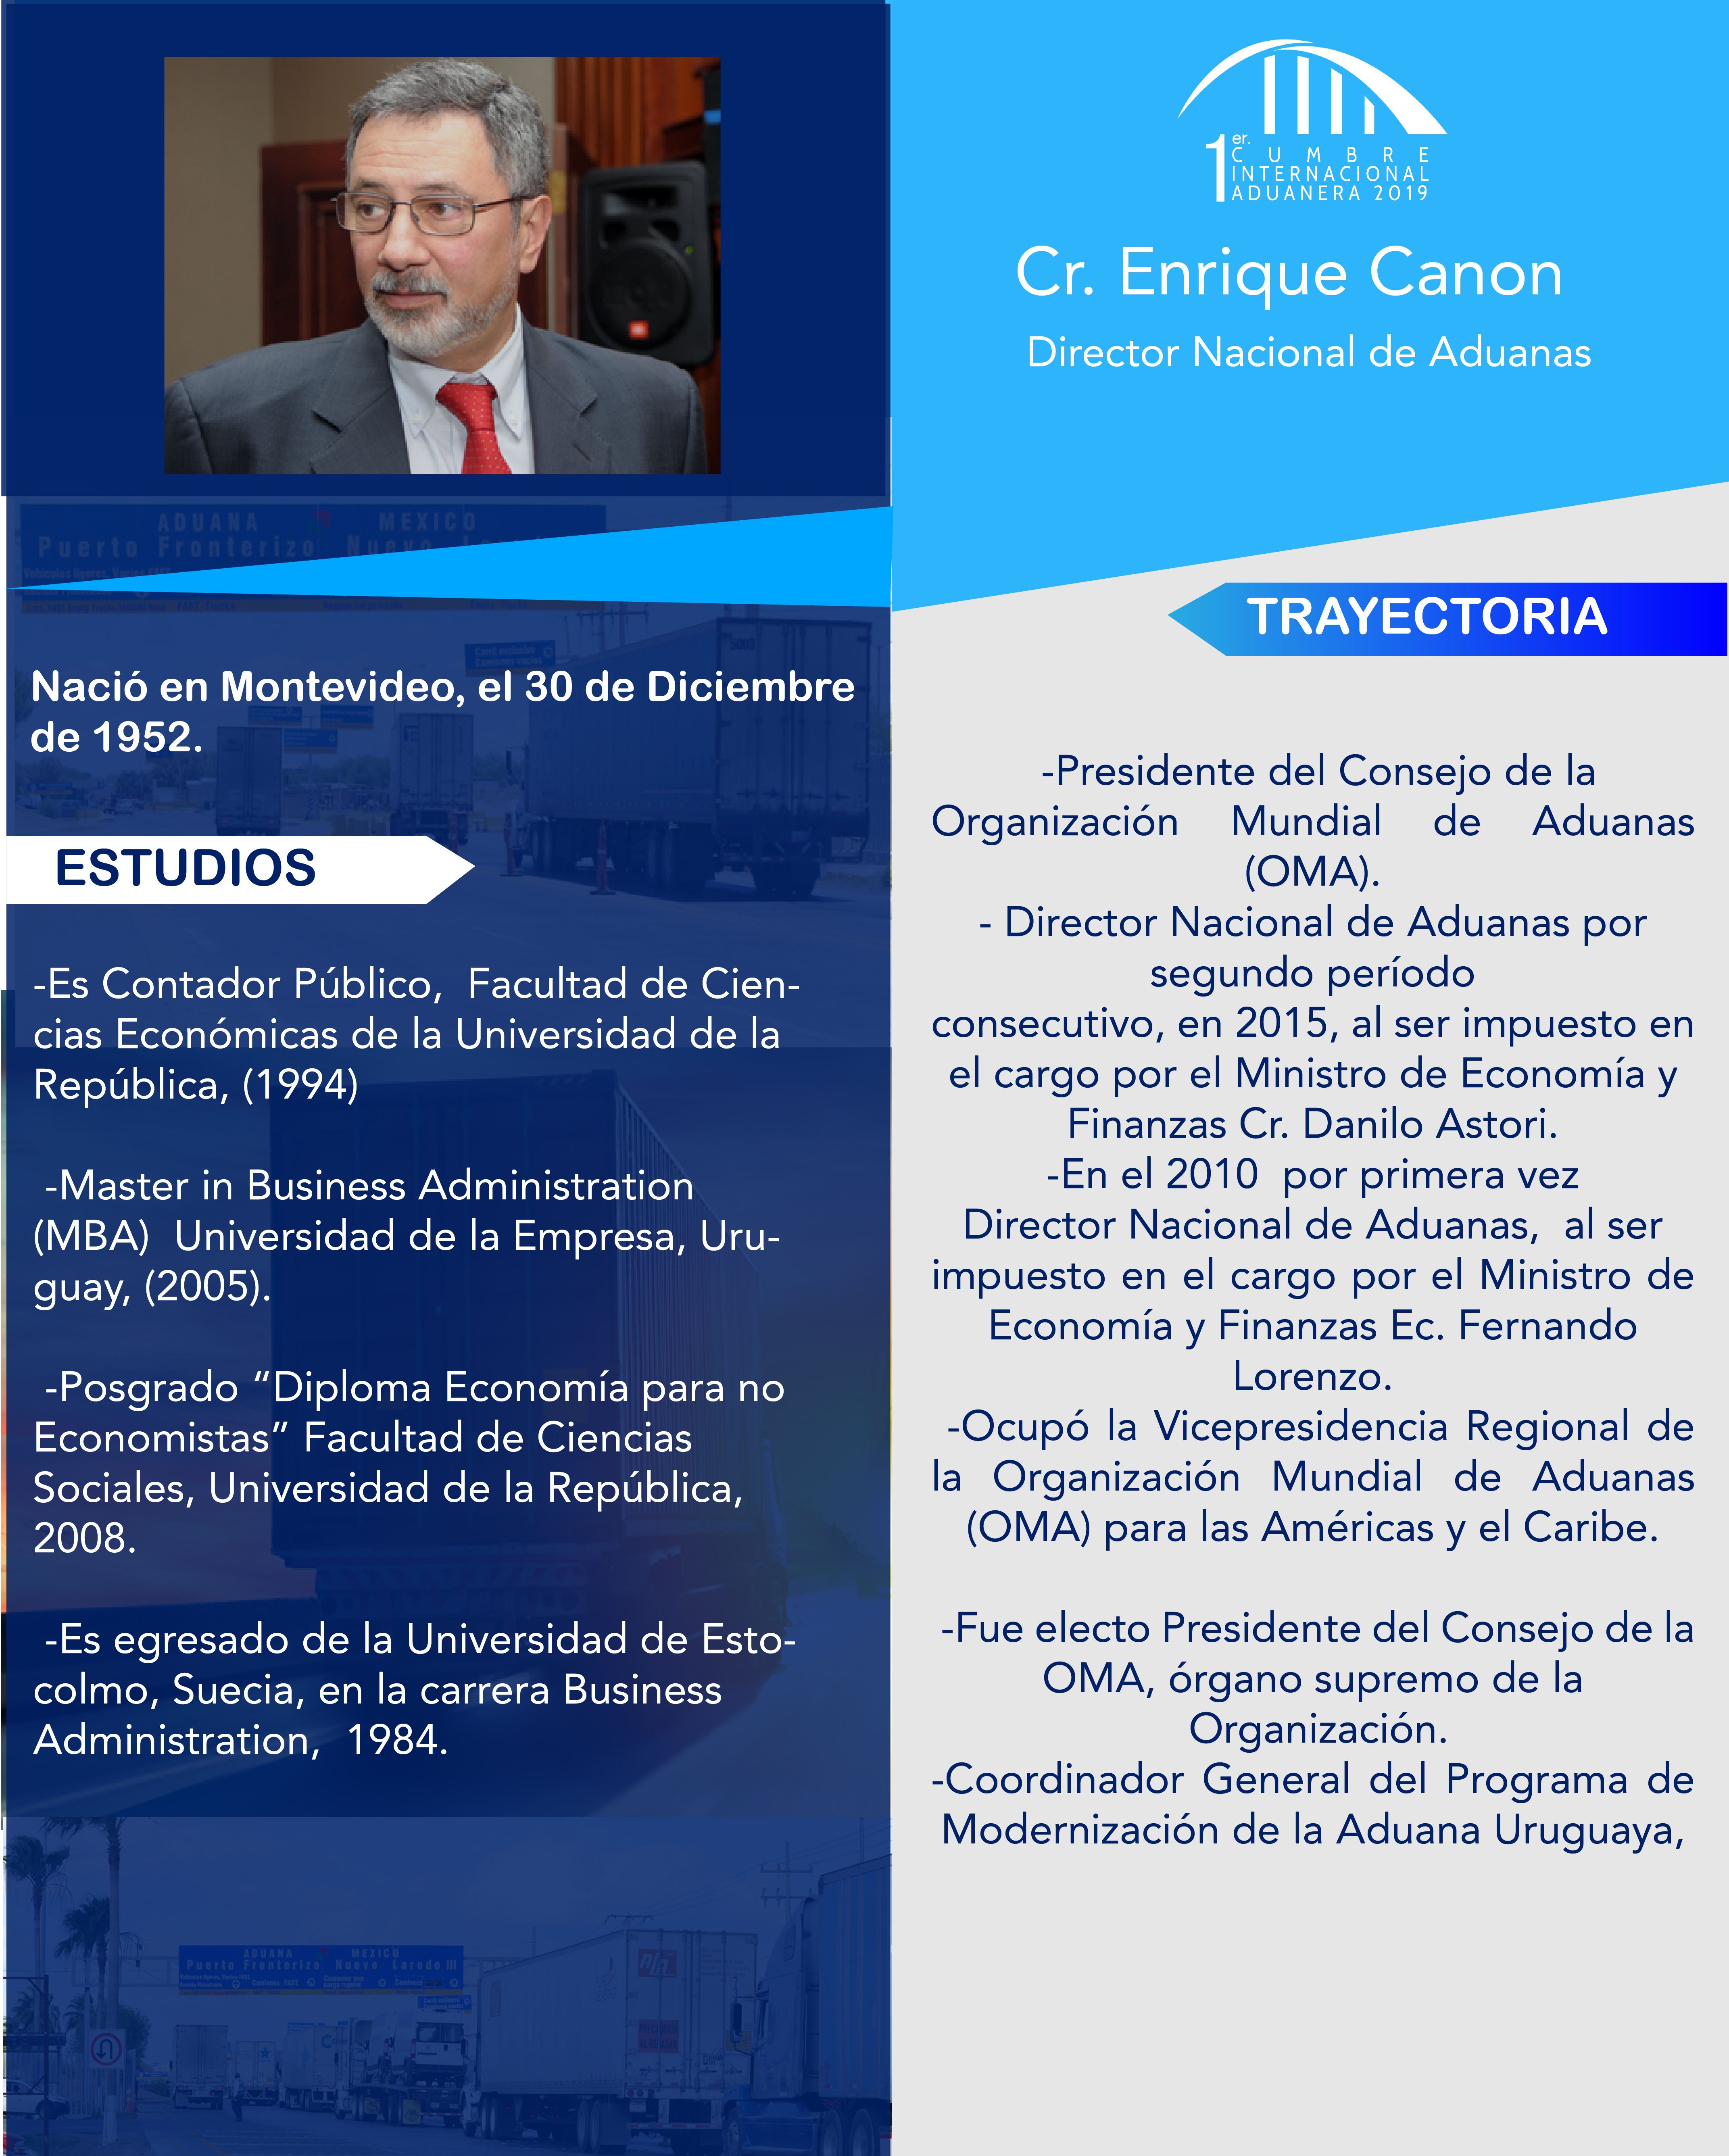 1er.
CUMBRE
INTERNACIONAL
ADUANERA 2019
Cr. Enrique Canon
Director Nacional de Aduanas
ADUANA MEXICO
Puerto Fronterizo Nuevo
Nació en Montevideo, el 30 de Diciembre
de 1952.
ESTUDIOS
-Es Contador Público,  Facultad de Cien-
cias Económicas de la Universidad de la
República, (1994)
-Master in Business Administration
(MBA)  Universidad de la Empresa, Uru-
guay, (2005).
-Posgrado “Diploma Economía para no
Economistas” Facultad de Ciencias
Sociales, Universidad de la República,
2008.
-Es egresado de la Universidad de Esto-
colmo, Suecia, en la carrera Business
Administration,  1984.
ADUANA MEXICO
Puerto Fronterizo Nuevo Laredo III
TRAYECTORIA
-Presidente del Consejo de la
Organización Mundial de Aduanas
(OMA).
- Director Nacional de Aduanas por
segundo período
consecutivo, en 2015, al ser impuesto en
el cargo por el Ministro de Economía y
Finanzas Cr. Danilo Astori.
-En el 2010  por primera vez
Director Nacional de Aduanas,  al ser
impuesto en el cargo por el Ministro de
Economía y Finanzas Ec. Fernando
Lorenzo.
-Ocupó la Vicepresidencia Regional de
la Organización Mundial de Aduanas
(OMA) para las Américas y el Caribe.
-Fue electo Presidente del Consejo de la
OMA, órgano supremo de la
Organización.
-Coordinador General del Programa de
Modernización de la Aduana Uruguaya,